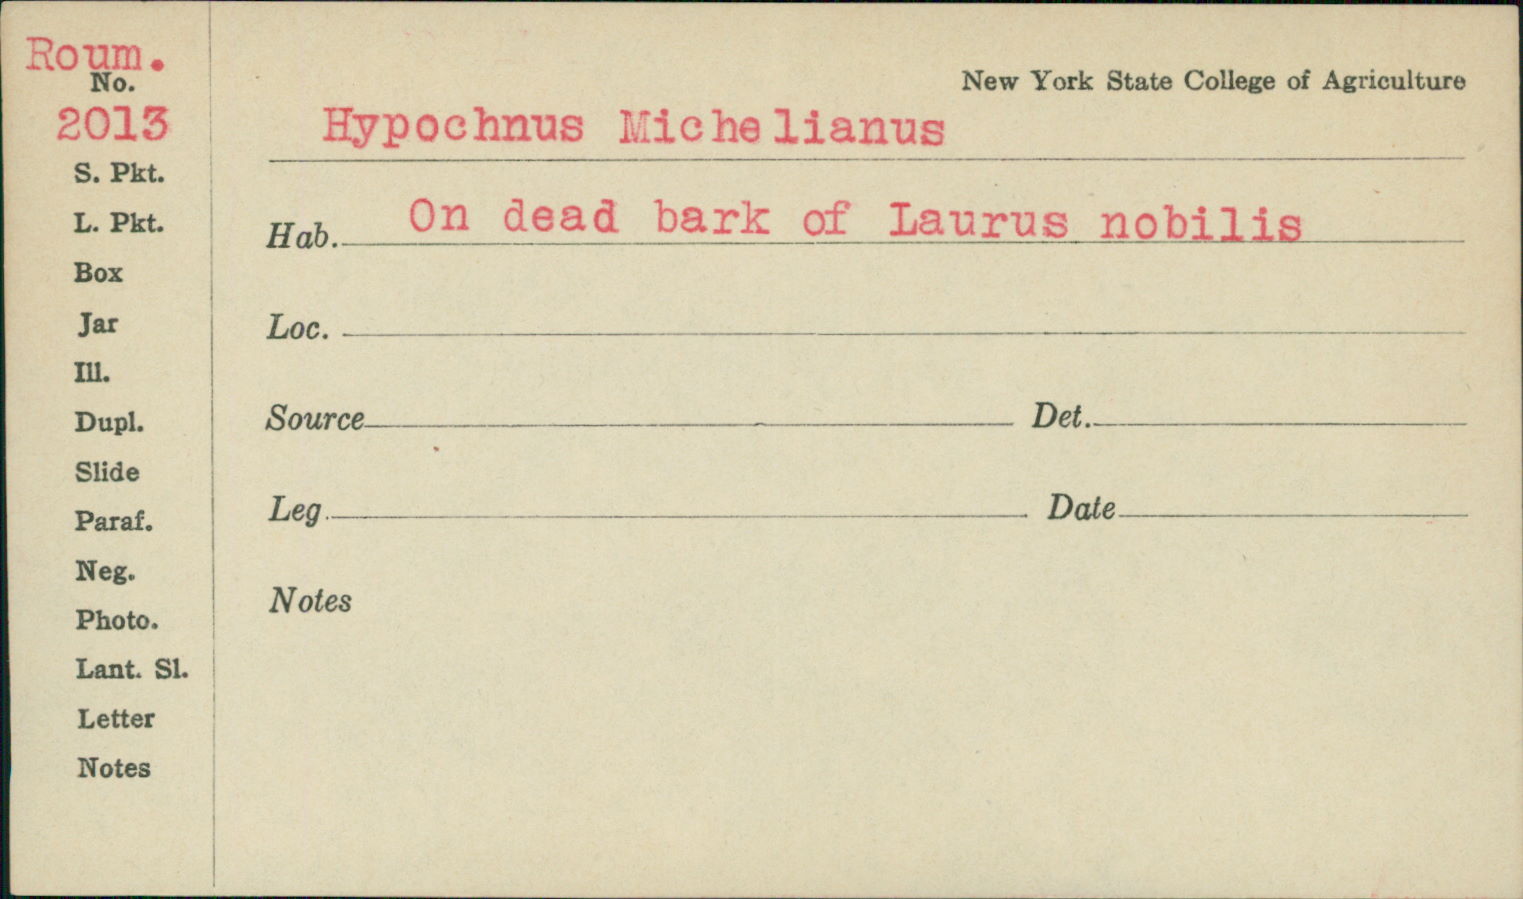 Roum.
No.
2013
S. Pkt.
L. Pkt.
Box
Jar
Ill.
Dupl.
Slide
Paraf.
Neg.
Photo.
Lant. Sl.
Letter
Notes
New York State College of Agriculture
Hypochnus Michelianus
Hab. On dead bark of Laurus nobilis
Loc.
Source Det.
Leg. Date
Notes